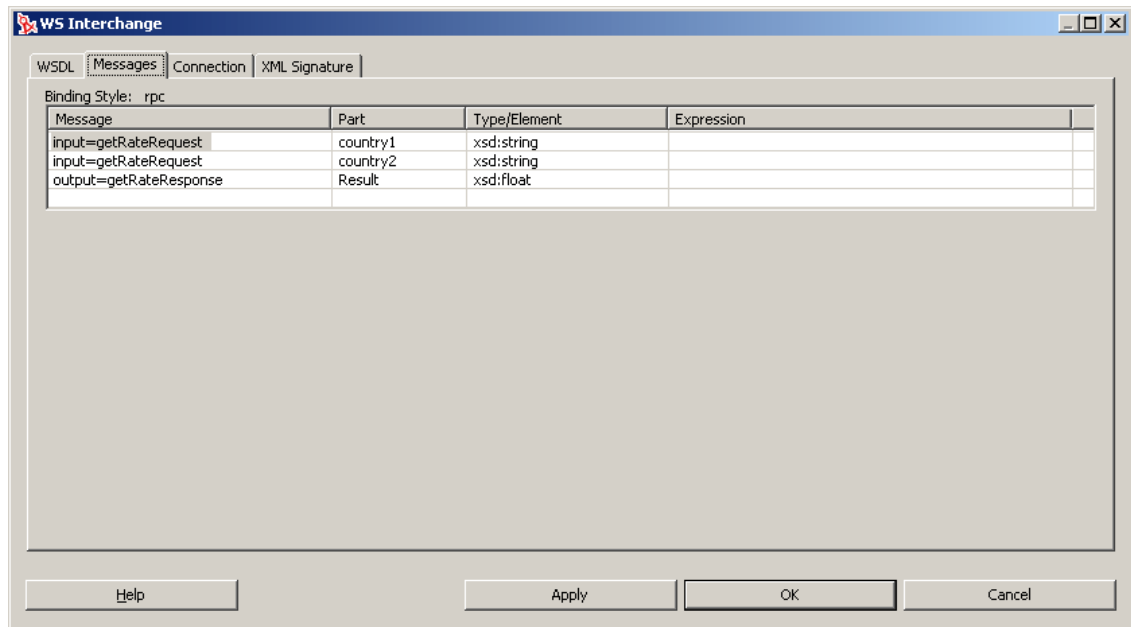 WS Interchange
WSDL Messages Connection XML Signature
Binding Style: rpc
Message Part Type/Element Expression
input=getRateRequest country1 xsd:string
input=getRateRequest country2 xsd:string
output=getRateResponse Result xsd:float
Help Apply OK Cancel